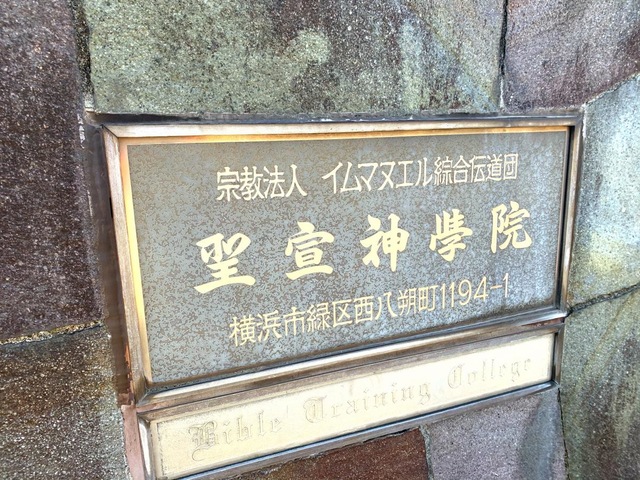 宗教法人 イムマヌエル綜合伝道団
聖宣神學院
横浜市緑区西八朔町1194-1
Bible Training College